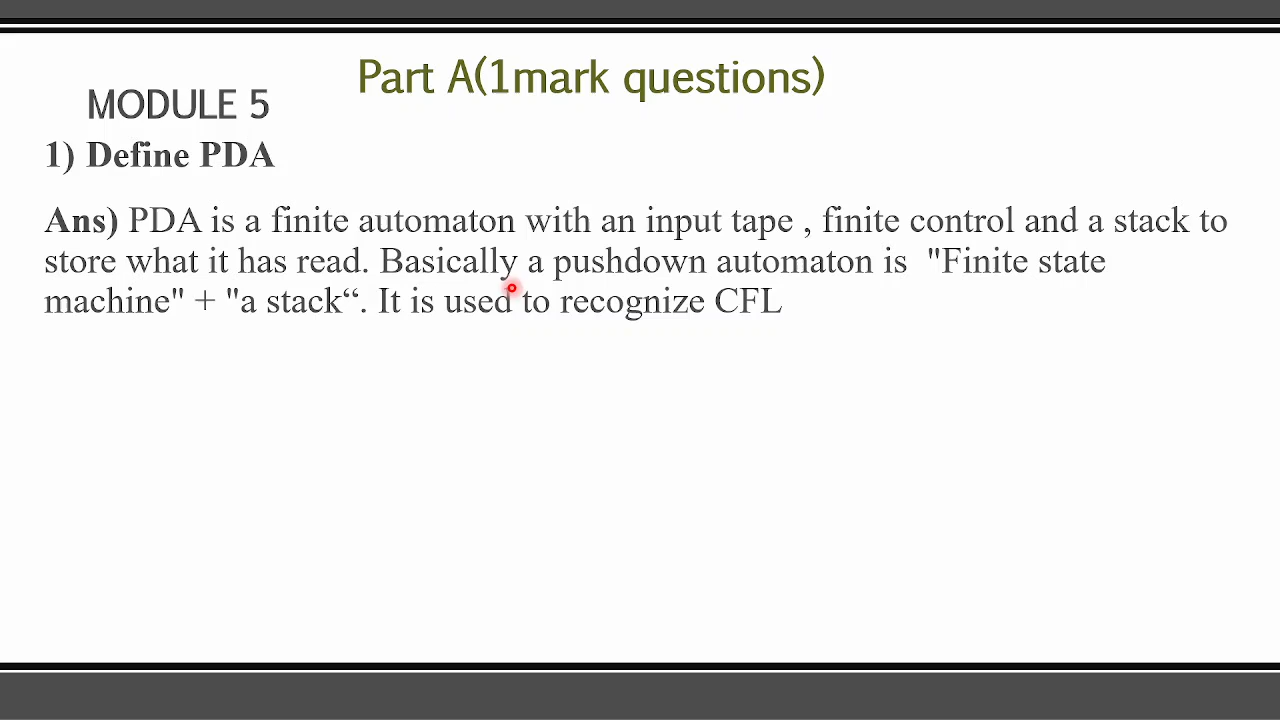 Part A(1mark questions)
MODULE 5
1) Define PDA
Ans) PDA is a finite automaton with an input tape , finite control and a stack to
store what it has read. Basically a pushdown automaton is  "Finite state
machine" + "a stack“. It is used to recognize CFL